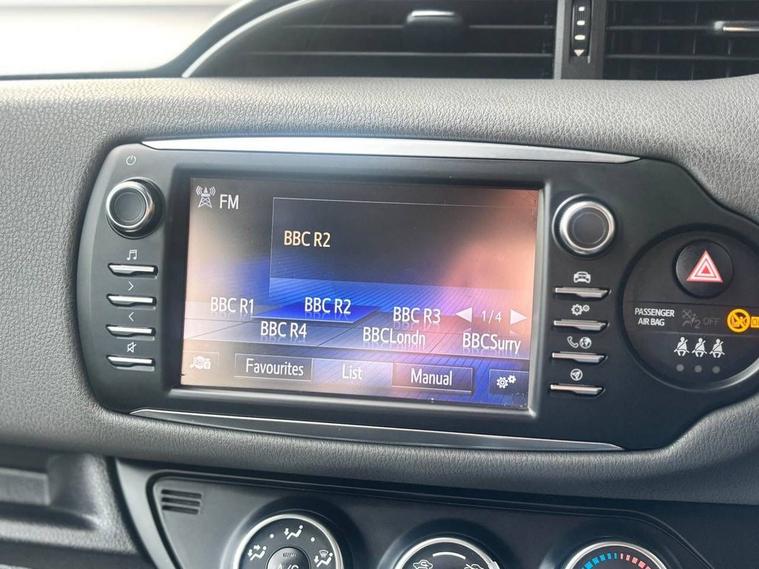 FM
BBC R2
BBC R1 BBC R2 BBC R3 1/4
BBC R4 BBCLondn BBCSurry
Favourites List Manual
PASSENGER
AIR BAG
OFF
A/C